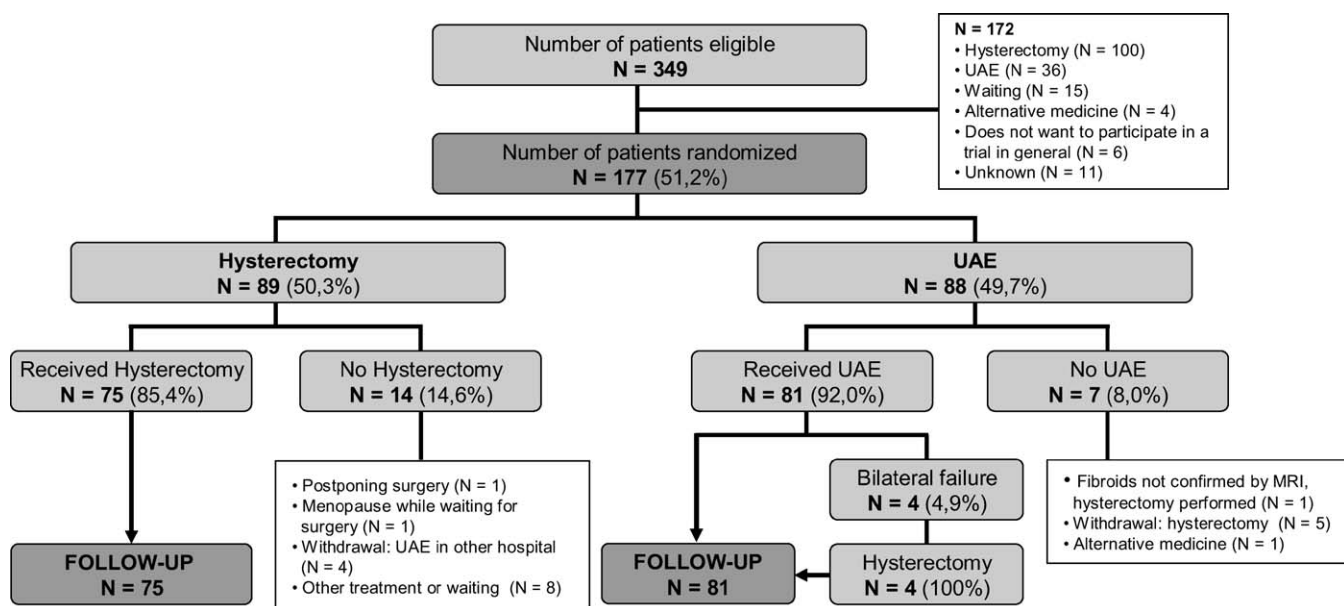 Number of patients eligible
N = 349
N = 172
• Hysterectomy (N = 100)
• UAE (N = 36)
• Waiting (N = 15)
• Alternative medicine (N = 4)
• Does not want to participate in a
trial in general (N = 6)
• Unknown (N = 11)
Number of patients randomized
N = 177 (51,2%)
Hysterectomy
N = 89 (50,3%)
UAE
N = 88 (49,7%)
Received Hysterectomy
N = 75 (85,4%)
No Hysterectomy
N = 14 (14,6%)
Received UAE
N = 81 (92,0%)
No UAE
N = 7 (8,0%)
• Postponing surgery (N = 1)
• Menopause while waiting for
surgery (N = 1)
• Withdrawal: UAE in other hospital
(N = 4)
• Other treatment or waiting (N = 8)
Bilateral failure
N = 4 (4,9%)
• Fibroids not confirmed by MRI,
hysterectomy performed (N = 1)
• Withdrawal: hysterectomy (N = 5)
• Alternative medicine (N = 1)
FOLLOW-UP
N = 75
FOLLOW-UP
N = 81
Hysterectomy
N = 4 (100%)